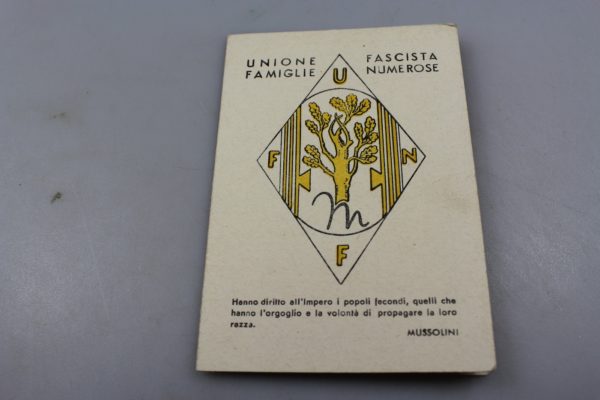 UNIONE FASCISTA
FAMIGLIE NUMEROSE
U
F N
m
F
Hanno diritto all'Impero i popoli fecondi, quelli che
hanno l'orgoglio e la volontà di propagare la loro
razza.
MUSSOLINI